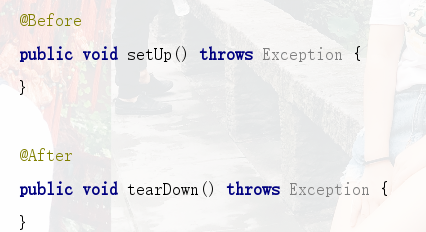 @Before
public void setUp() throws Exception {
}
@After
public void tearDown() throws Exception {
}